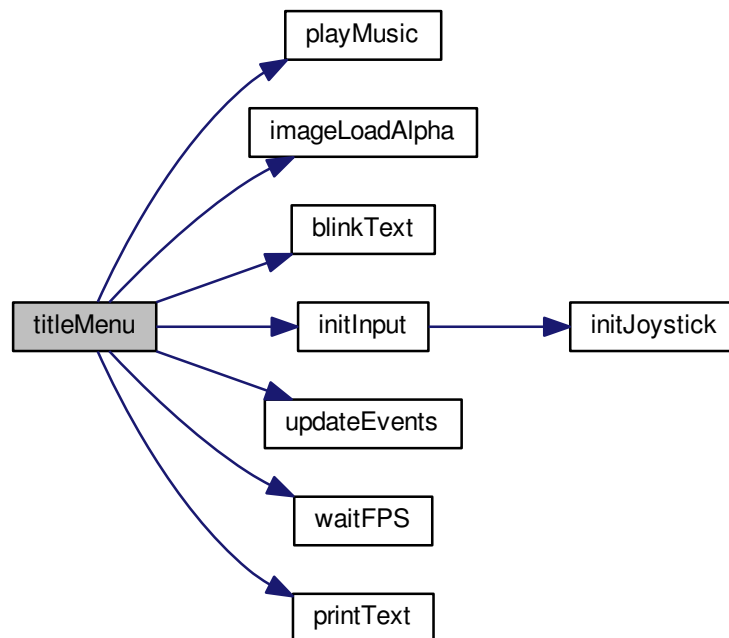 playMusic
imageLoadAlpha
blinkText
titleMenu
initInput
initJoystick
updateEvents
waitFPS
printText